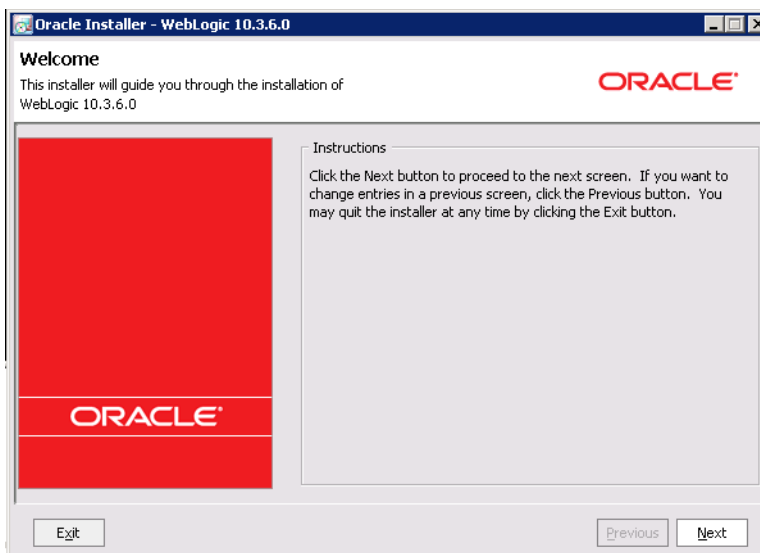 Oracle Installer - WebLogic 10.3.6.0
Welcome
This installer will guide you through the installation of
WebLogic 10.3.6.0
ORACLE
Instructions
Click the Next button to proceed to the next screen. If you want to
change entries in a previous screen, click the Previous button. You
may quit the installer at any time by clicking the Exit button.
ORACLE
Exit
Previous
Next